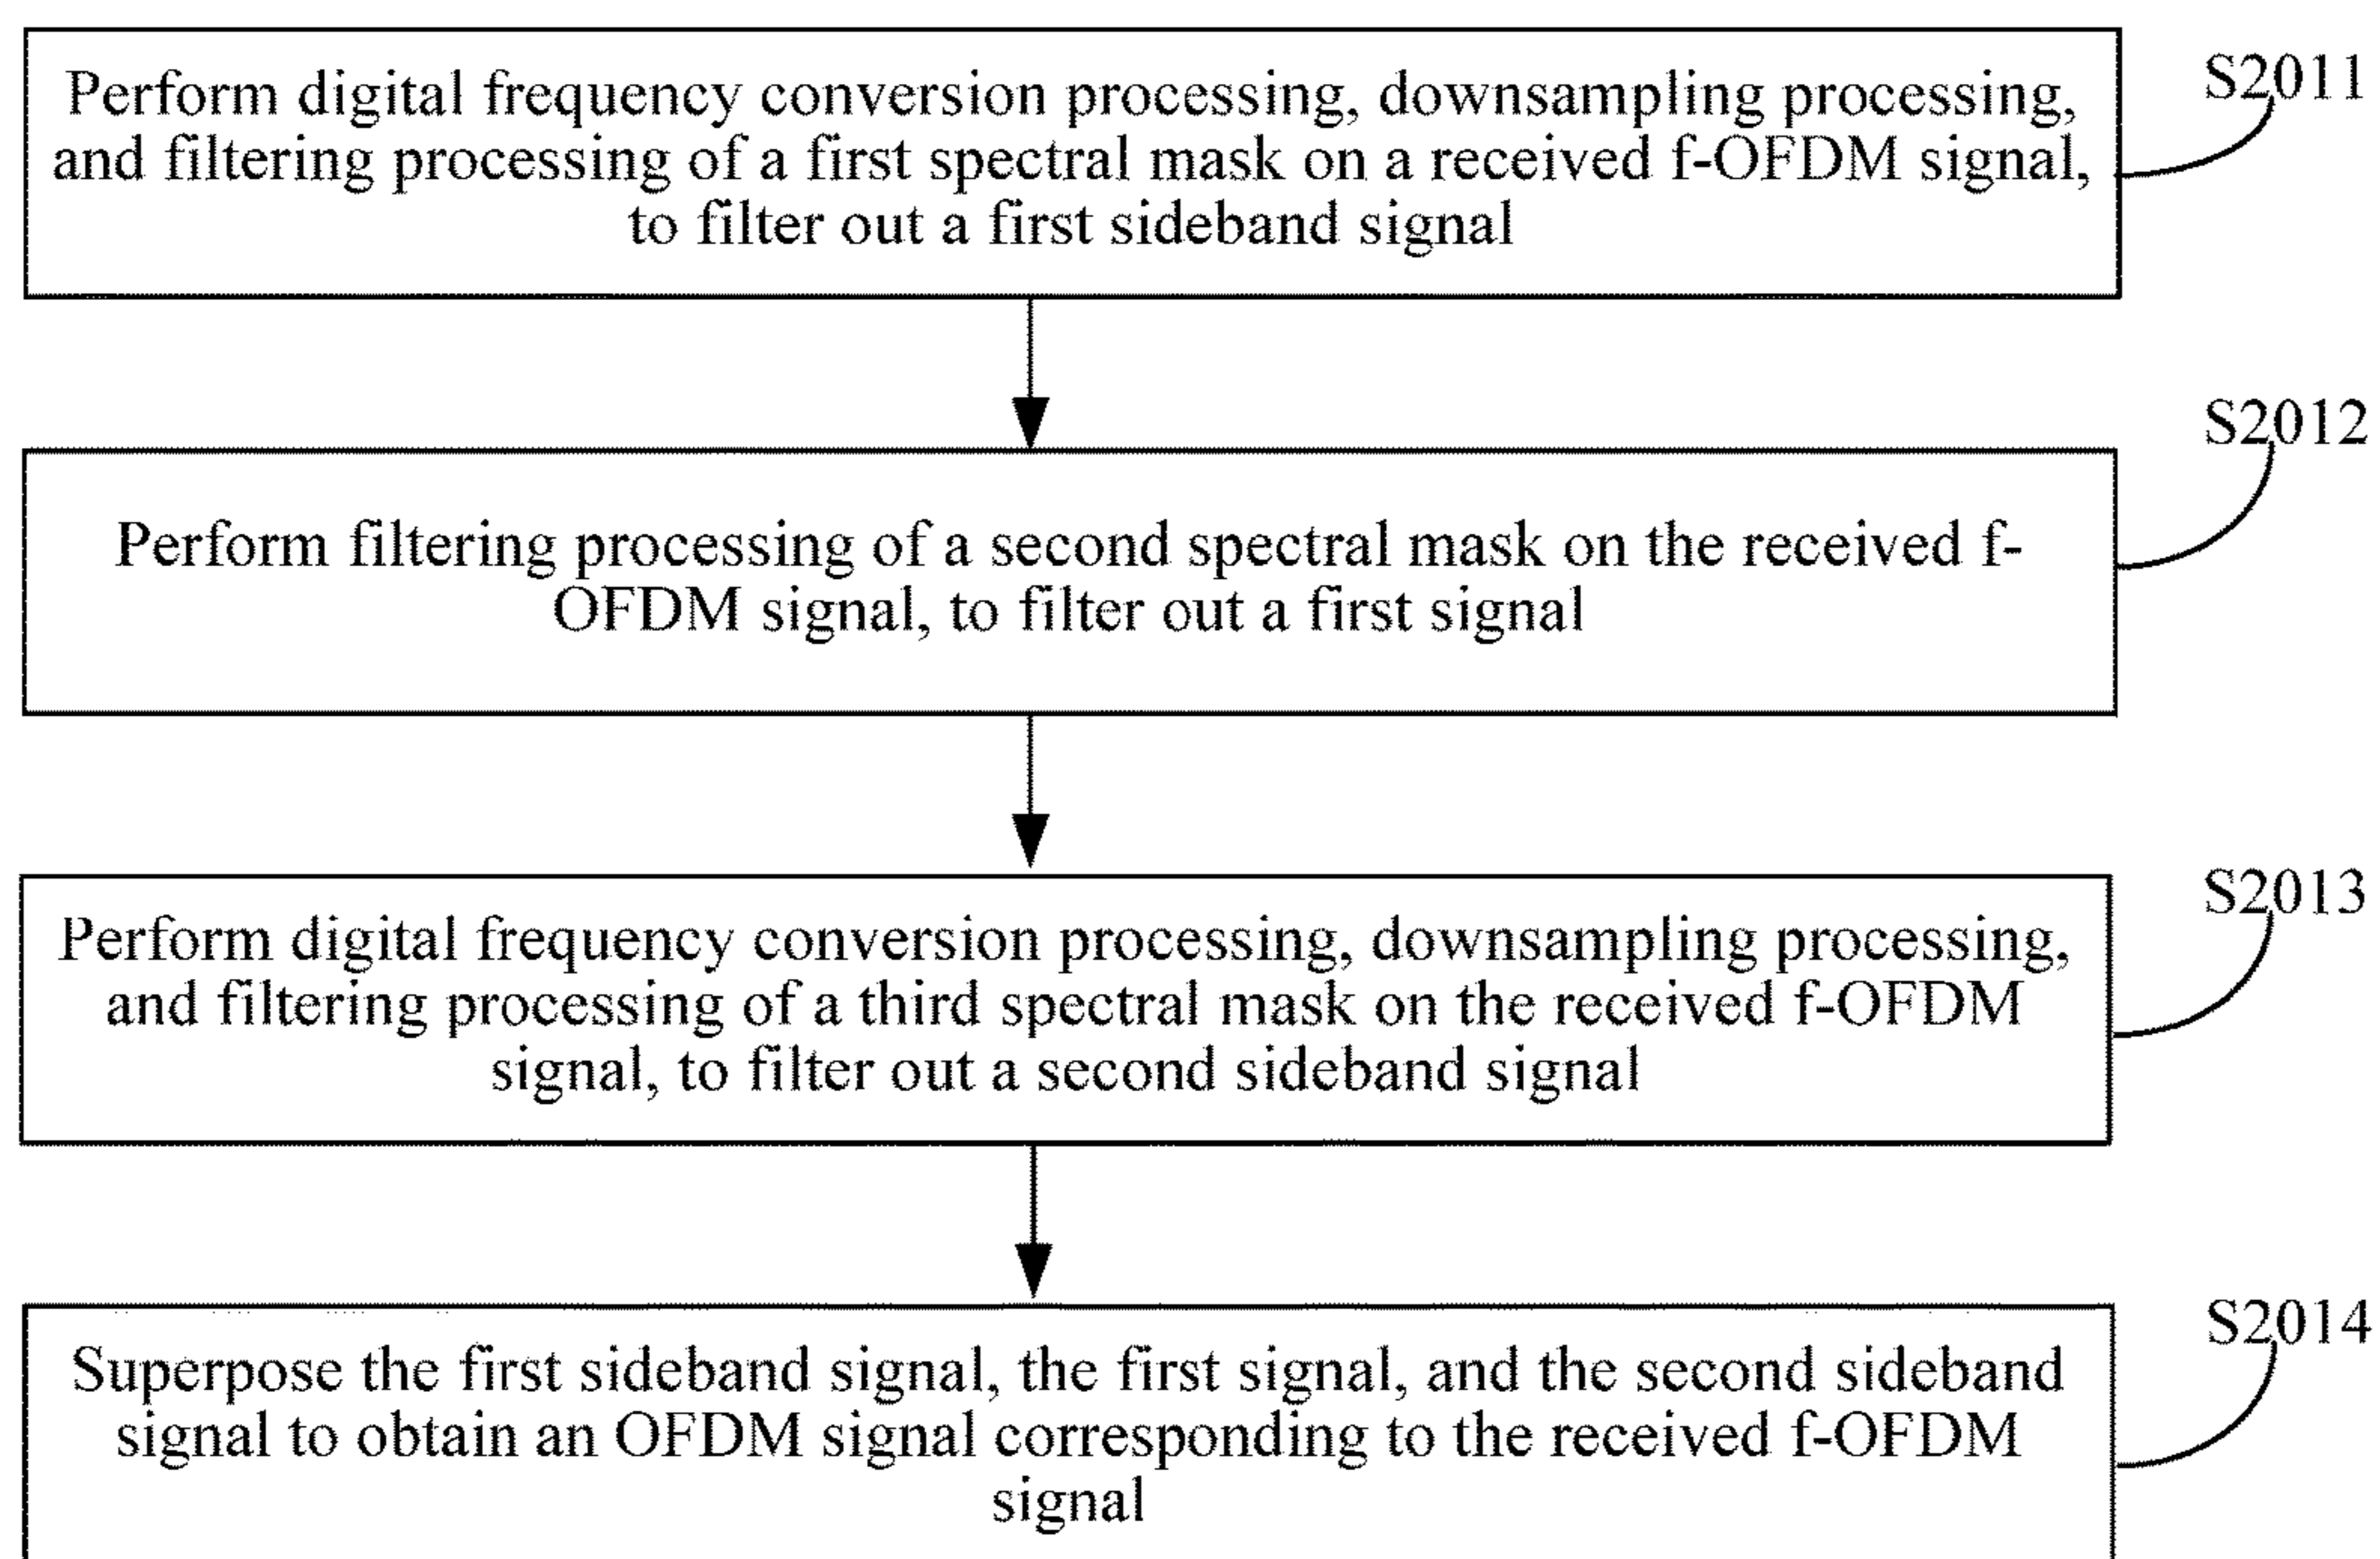 Perform digital frequency conversion processing, downsampling processing,
and filtering processing of a first spectral mask on a received f-OFDM signal,
to filter out a first sideband signal
S2011
Perform filtering processing of a second spectral mask on the received f-
OFDM signal, to filter out a first signal
S2012
Perform digital frequency conversion processing, downsampling processing,
and filtering processing of a third spectral mask on the received f-OFDM
signal, to filter out a second sideband signal
S2013
Superpose the first sideband signal, the first signal, and the second sideband
signal to obtain an OFDM signal corresponding to the received f-OFDM
signal
S2014